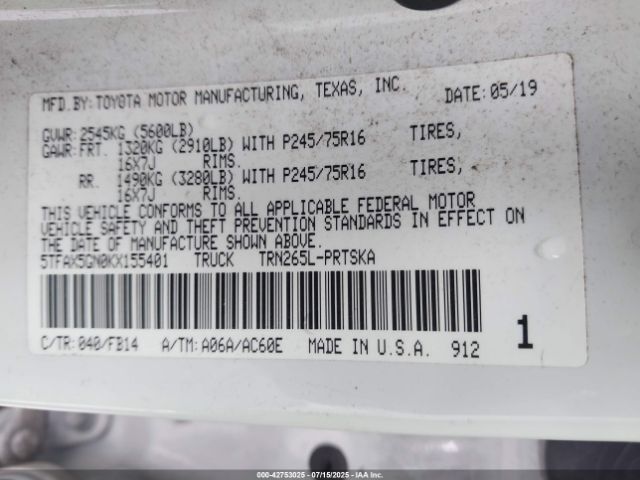 MFD.BY: TOYOTA MOTOR MANUFACTURING, TEXAS, INC. DATE: 05/19
GVWR: 2545KG (5600LB)
GAWR: FRT. 1320KG (2910LB) WITH P245/75R16 TIRES,
16X7J RIMS.
RR. 1490KG (3280LB) WITH P245/75R16 TIRES,
16X7J RIMS.
THIS VEHICLE CONFORMS TO ALL APPLICABLE FEDERAL MOTOR
VEHICLE SAFETY AND THEFT PREVENTION STANDARDS IN EFFECT ON
THE DATE OF MANUFACTURE SHOWN ABOVE.
5TFAX5GN0KX155401 TRUCK TRN265L-PRTSKA
1
C/TR: 040/FB14 A/TM: A06A/AC60E MADE IN U.S.A. 912
000-42753025 | 07/15/2025 | IAA Inc.